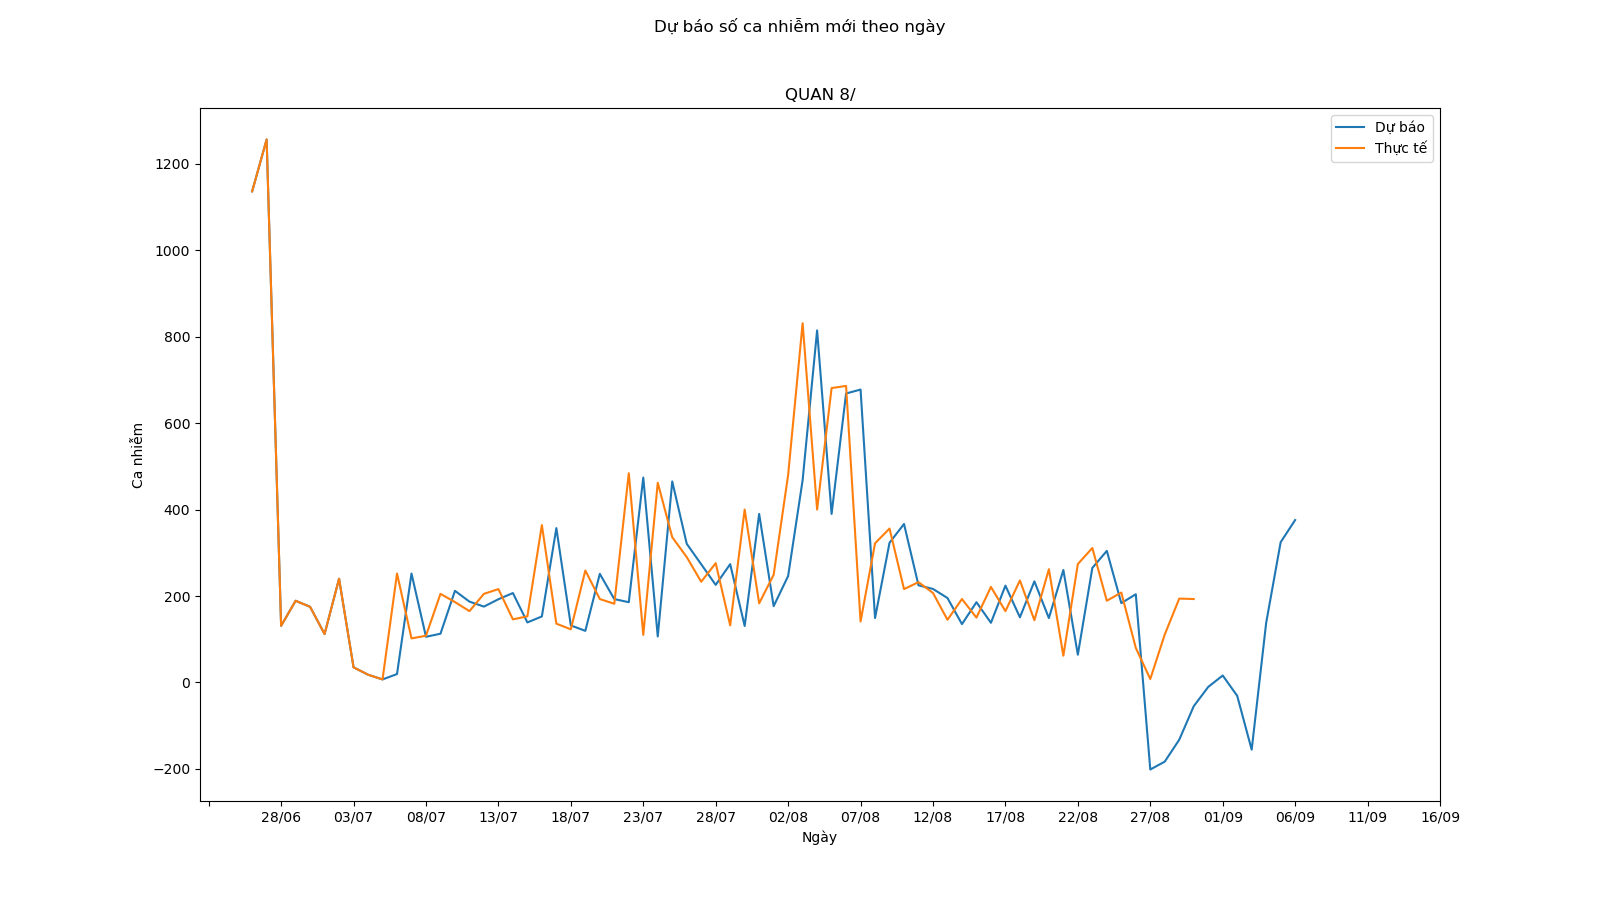 Dự báo số ca nhiễm mới theo ngày
QUAN 8/
Dự báo
Thực tế
1200
1000
800
600
400
200
0
−200
Ca nhiễm
28/06 03/07 08/07 13/07 18/07 23/07 28/07 02/08 07/08 12/08 17/08 22/08 27/08 01/09 06/09 11/09 16/09
Ngày